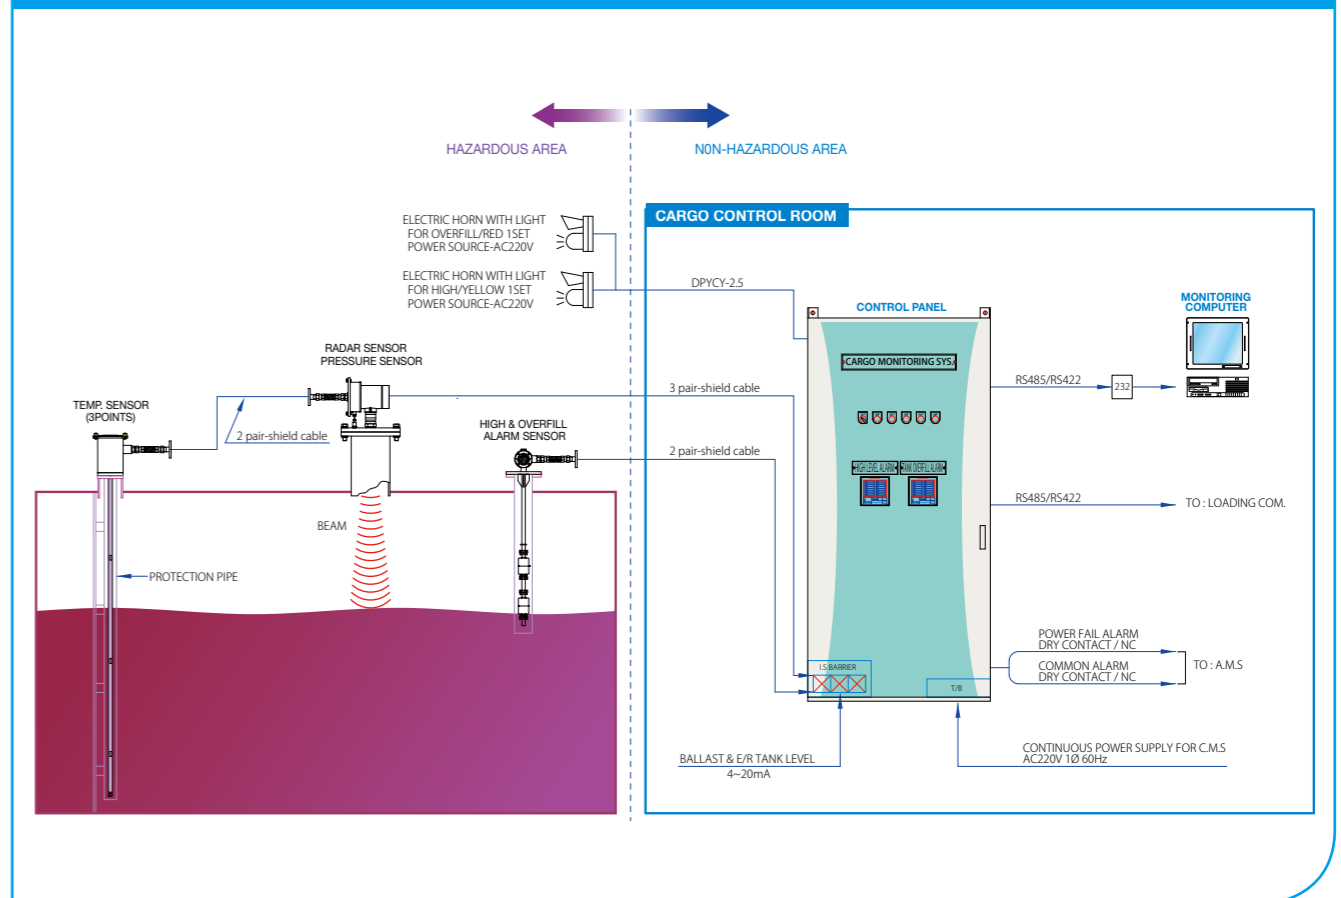 HAZARDOUS AREA
N0N-HAZARDOUS AREA
ELECTRIC HORN WITH LIGHT
FOR OVERFILL/RED 1SET
POWER SOURCE-AC220V
ELECTRIC HORN WITH LIGHT
FOR HIGH/YELLOW 1SET
POWER SOURCE-AC220V
CARGO CONTROL ROOM
DPYCY-2.5
CONTROL PANEL
MONITORING
COMPUTER
RADAR SENSOR
PRESSURE SENSOR
CARGO MONITORING SYS.
RS485/RS422
232
3 pair-shield cable
TEMP. SENSOR
(3POINTS)
2 pair-shield cable
HIGH & OVERFILL
ALARM SENSOR
2 pair-shield cable
HIGH LEVEL ALARM
TANK OVERFILL ALARM
RS485/RS422
TO : LOADING COM.
BEAM
PROTECTION PIPE
POWER FAIL ALARM
DRY CONTACT / NC
COMMON ALARM
DRY CONTACT / NC
TO : A.M.S
I.S BARRIER
T/B
BALLAST & E/R TANK LEVEL
4~20mA
CONTINUOUS POWER SUPPLY FOR C.M.S
AC220V 1Ø 60Hz